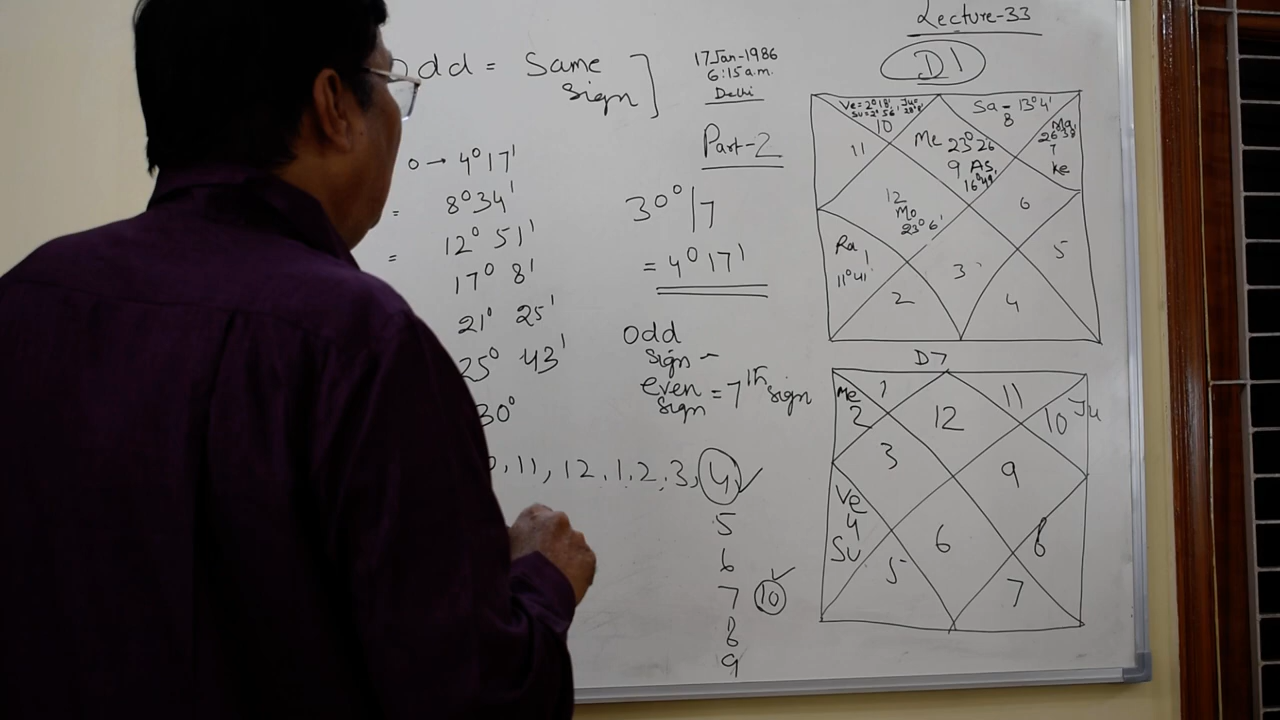 Lecture-33
D1
odd = Same
Sign
17 Jan-1986
6:15 a.m.
Delhi
Part-2
0 → 4° 17'
= 8° 34'
= 12° 51'
17° 8'
21° 25'
25° 43'
30°
30°/7
= 4° 17'
Odd
Sign -
even
sign = 7th sign
11, 12, 1, 2, 3, 4 ✓
5
6
7 10 ✓
8
9
Ve = 2° 18'
Su = 2° 56'
10
Sa - 13° 4'
8
7
Ke
11
Me 23° 26
9 As,
16° 49'
12
Mo
23° 6'
6
Ra 1
11° 41'
5
3
2
4
D7
Me 1 11
2 12 10 Ju
3 9
Ve
4
Su
6 8
5 7